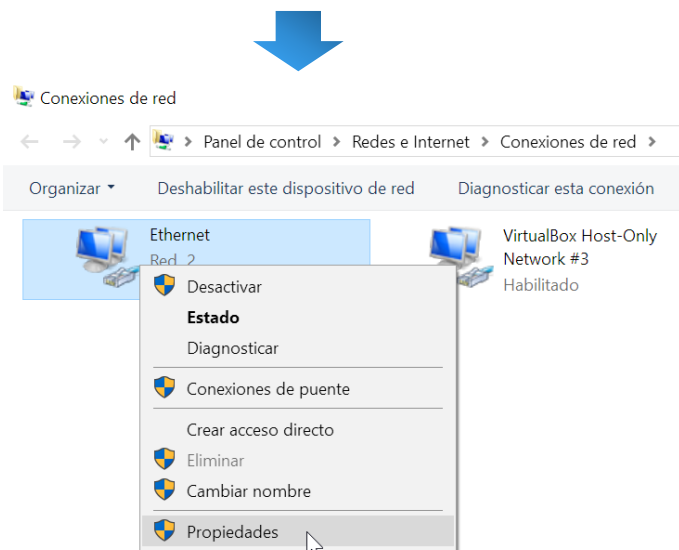 Conexiones de red
Panel de control > Redes e Internet > Conexiones de red >
Organizar Deshabilitar este dispositivo de red Diagnosticar esta conexión
Ethernet
Red 2
VirtualBox Host-Only
Network #3
Habilitado
Desactivar
Estado
Diagnosticar
Conexiones de puente
Crear acceso directo
Eliminar
Cambiar nombre
Propiedades